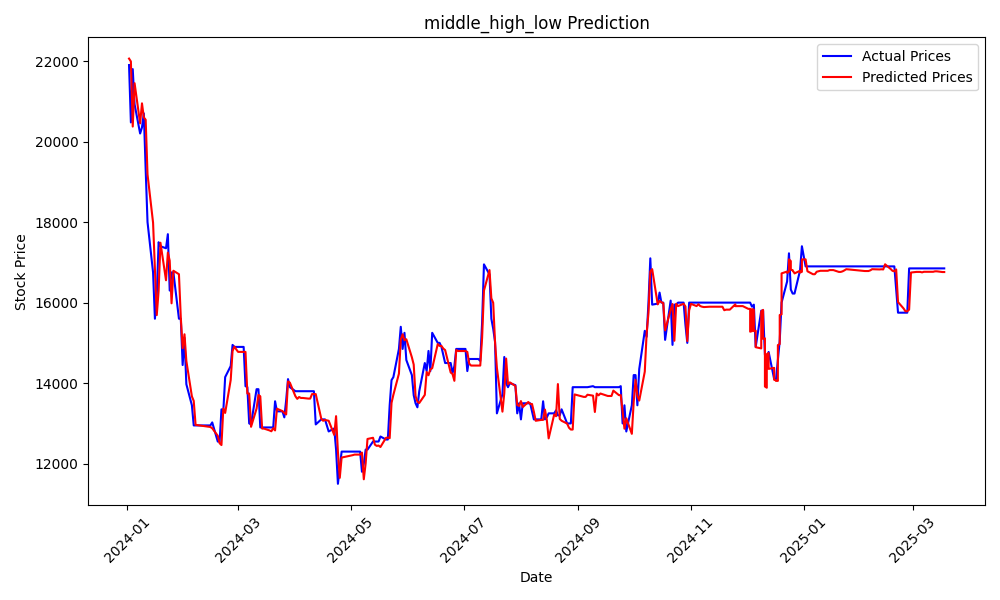 middle_high_low Prediction
Actual Prices
Predicted Prices
Stock Price
22000
20000
18000
16000
14000
12000
2024-01
2024-03
2024-05
2024-07
2024-09
2024-11
2025-01
2025-03
Date